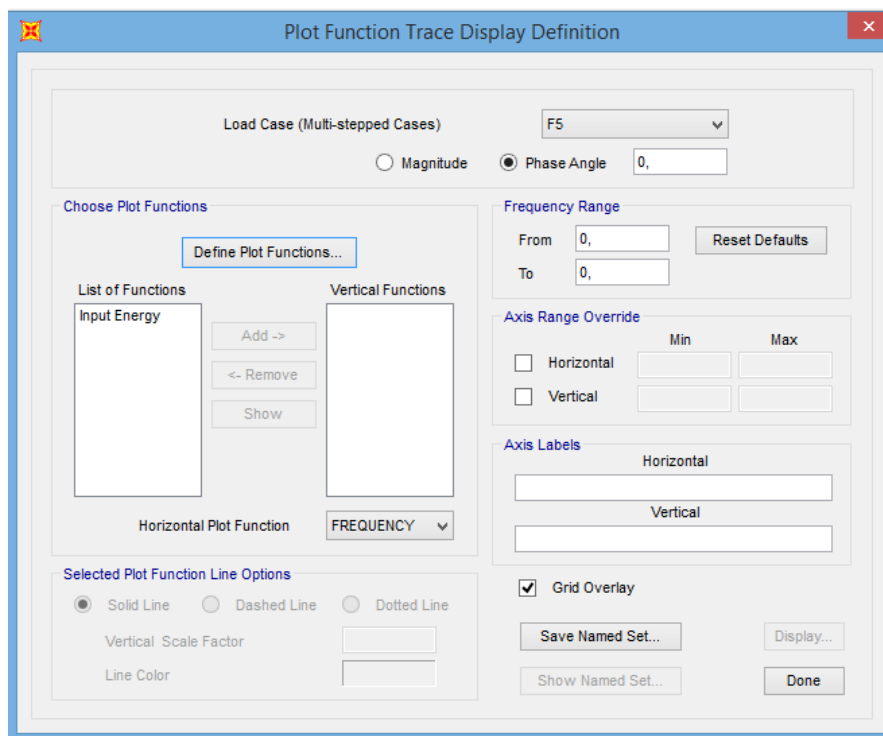 Plot Function Trace Display Definition
Load Case (Multi-stepped Cases) F5
Magnitude Phase Angle 0,
Choose Plot Functions
Define Plot Functions...
List of Functions Vertical Functions
Input Energy
Add ->
<- Remove
Show
Horizontal Plot Function FREQUENCY
Selected Plot Function Line Options
Solid Line Dashed Line Dotted Line
Vertical Scale Factor
Line Color
Frequency Range
From 0, Reset Defaults
To 0,
Axis Range Override
Min Max
Horizontal
Vertical
Axis Labels
Horizontal
Vertical
Grid Overlay
Save Named Set... Display...
Show Named Set... Done